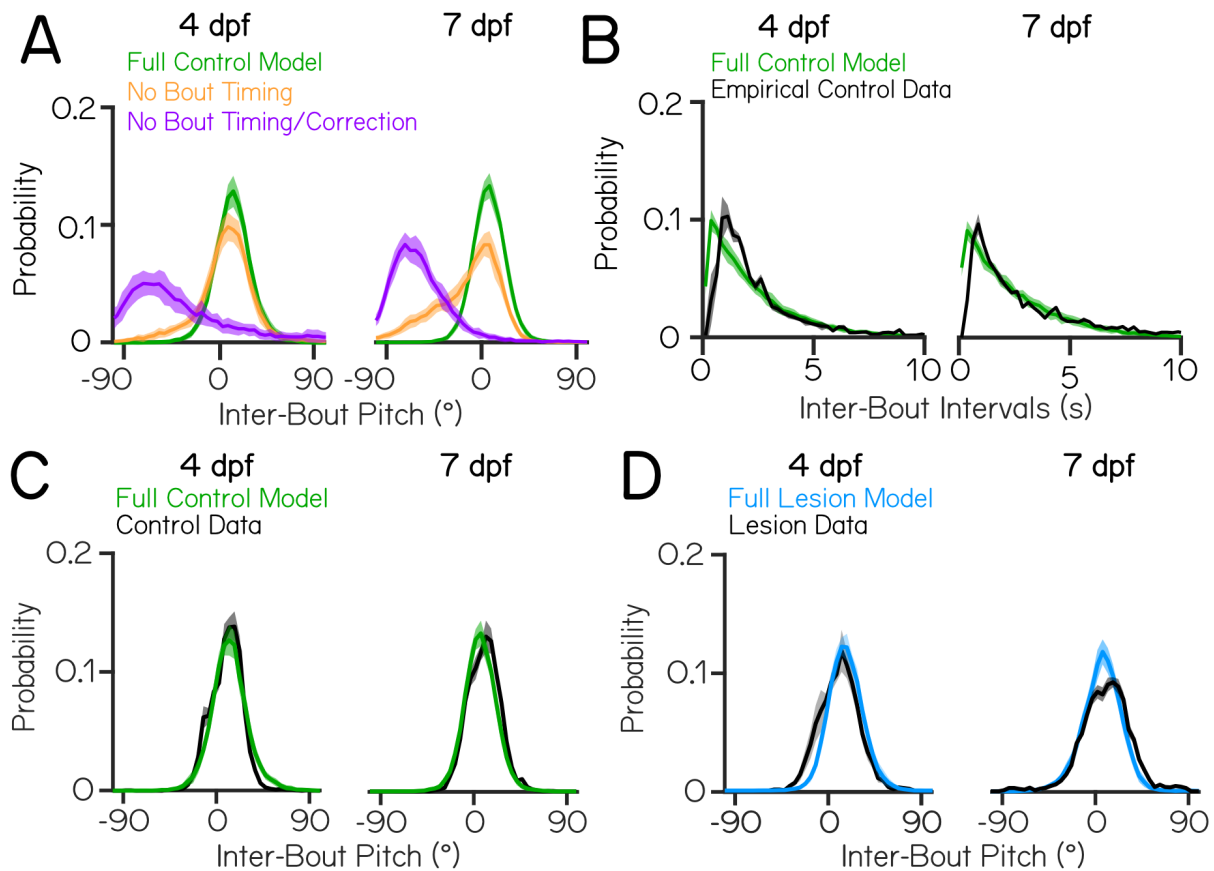 A
4 dpf
7 dpf
Full Control Model
No Bout Timing
No Bout Timing/Correction
Probability
0.2
0.1
0
-90
0
90
-90
0
90
Inter-Bout Pitch (°)
B
4 dpf
7 dpf
Full Control Model
Empirical Control Data
Probability
0.2
0.1
0
0
5
10
0
5
10
Inter-Bout Intervals (s)
C
4 dpf
7 dpf
Full Control Model
Control Data
Probability
0.2
0.1
0
-90
0
90
-90
0
90
Inter-Bout Pitch (°)
D
4 dpf
7 dpf
Full Lesion Model
Lesion Data
Probability
0.2
0.1
0
-90
0
90
-90
0
90
Inter-Bout Pitch (°)